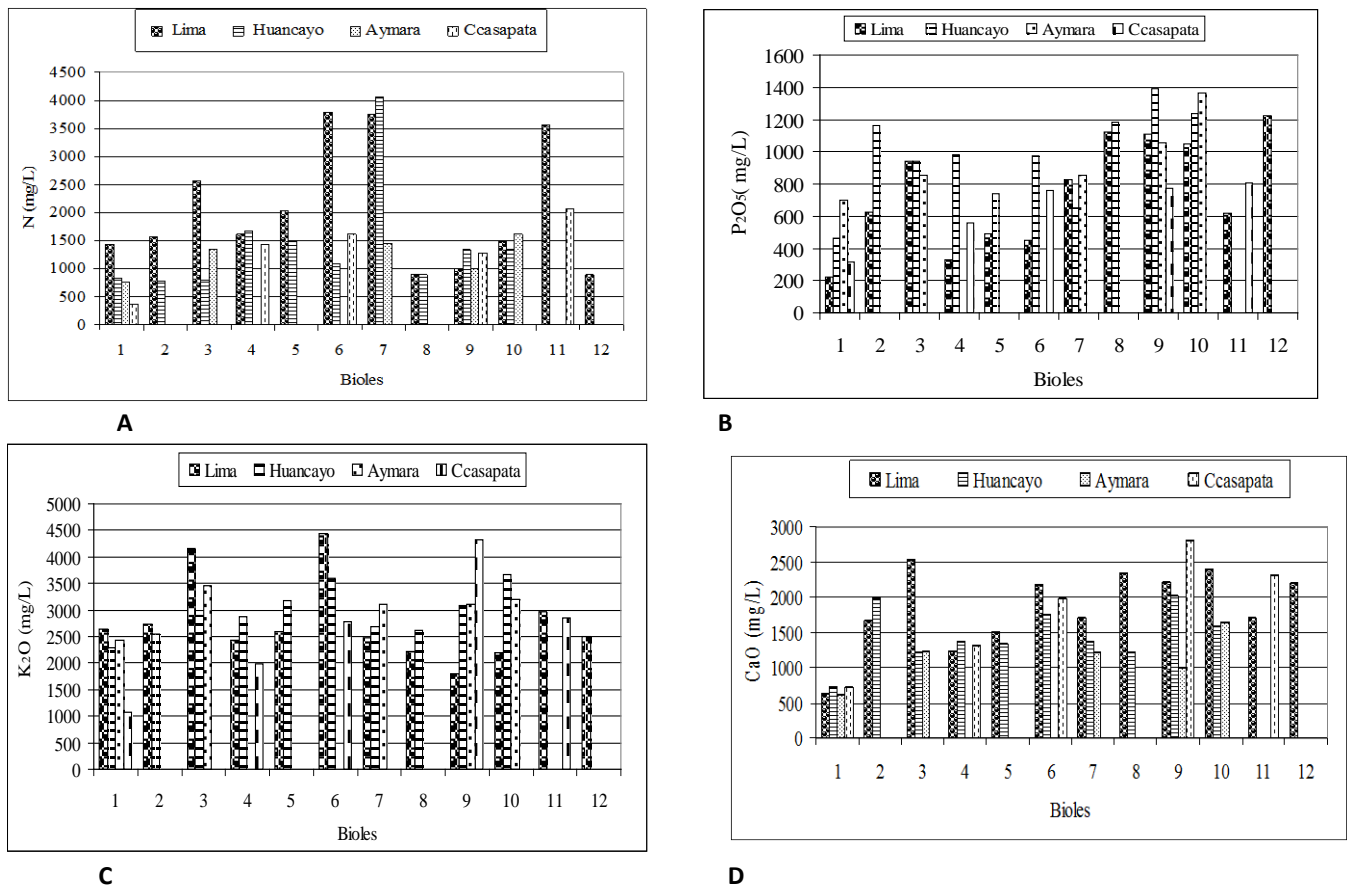 Lima Huancayo Aymara Ccasapata
N (mg/L)
4500
4000
3500
3000
2500
2000
1500
1000
500
0
1 2 3 4 5 6 7 8 9 10 11 12
Bioles
A
Lima Huancayo Aymara Ccasapata
P2O5( mg/L)
1600
1400
1200
1000
800
600
400
200
0
1 2 3 4 5 6 7 8 9 10 11 12
Bioles
B
Lima Huancayo Aymara Ccasapata
K2O (mg/L)
5000
4500
4000
3500
3000
2500
2000
1500
1000
500
0
1 2 3 4 5 6 7 8 9 10 11 12
Bioles
C
Lima Huancayo Aymara Ccasapata
CaO (mg/L)
3000
2500
2000
1500
1000
500
0
1 2 3 4 5 6 7 8 9 10 11 12
Bioles
D